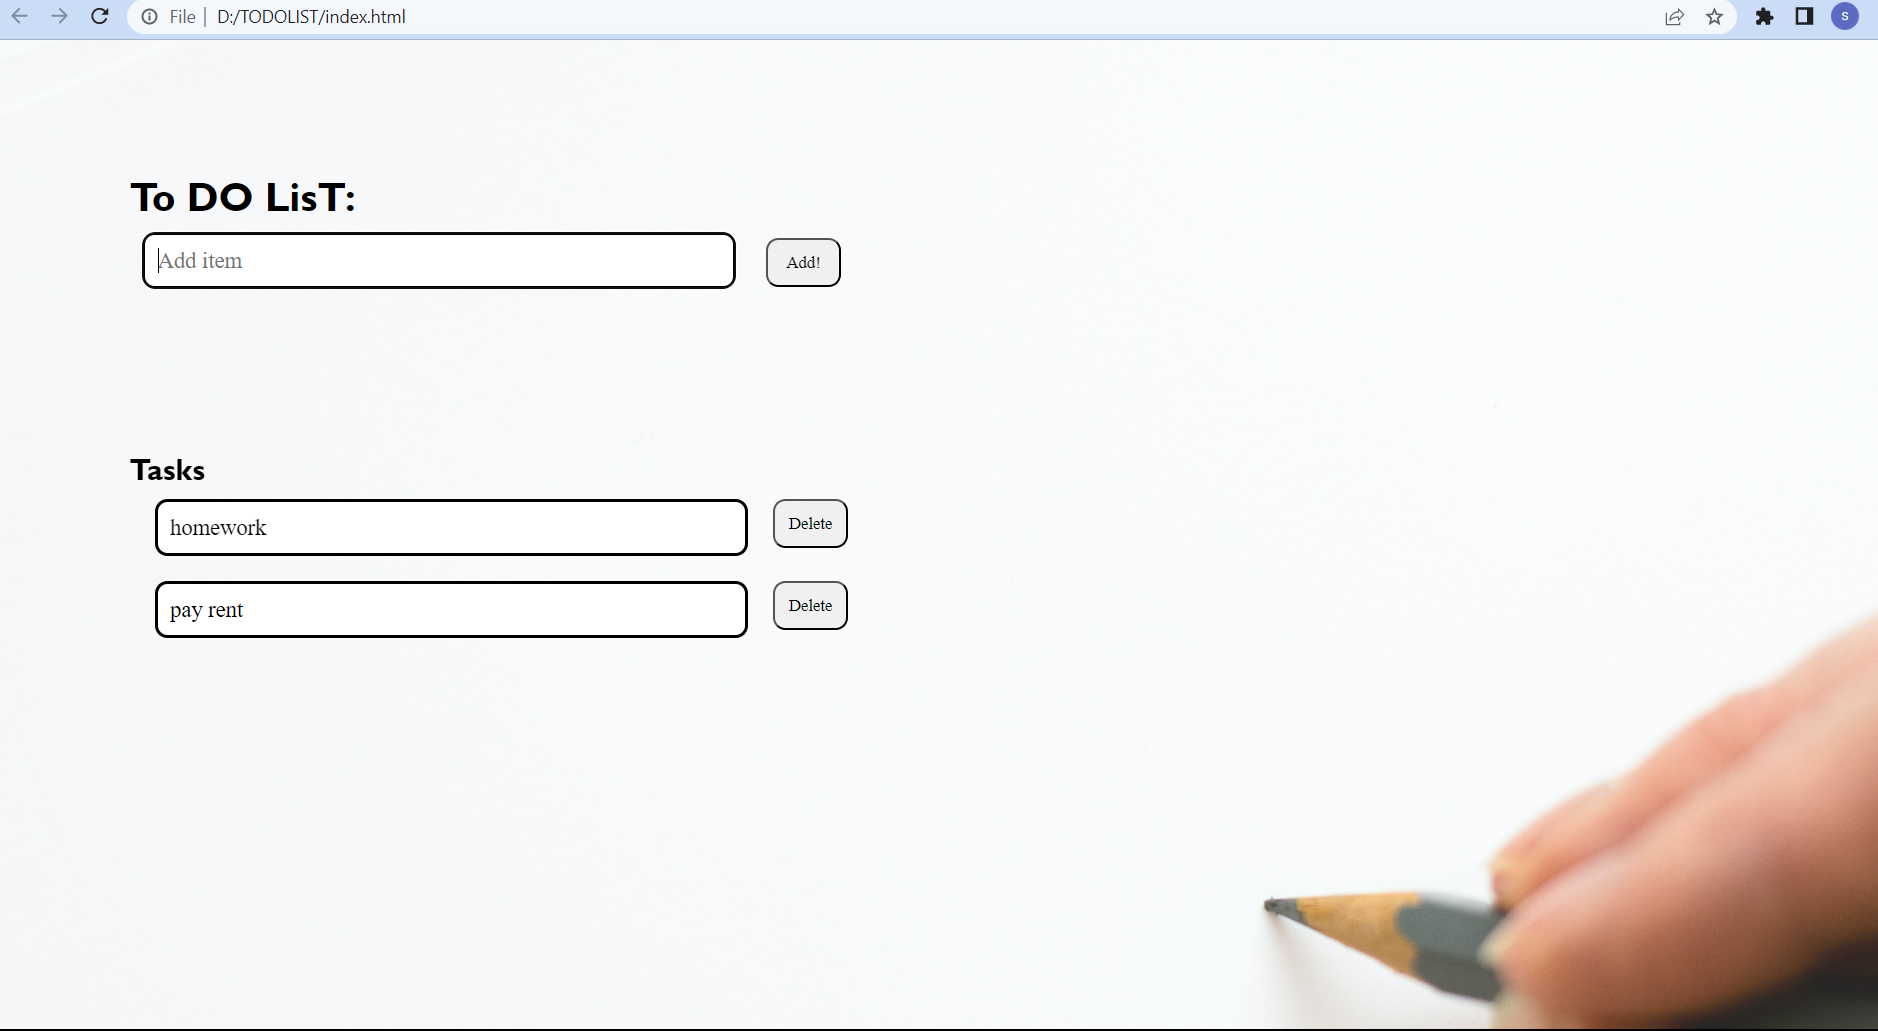 File | D:/TODOLIST/index.html
S
To DO LisT:
Add item
Add!
Tasks
homework
Delete
pay rent
Delete